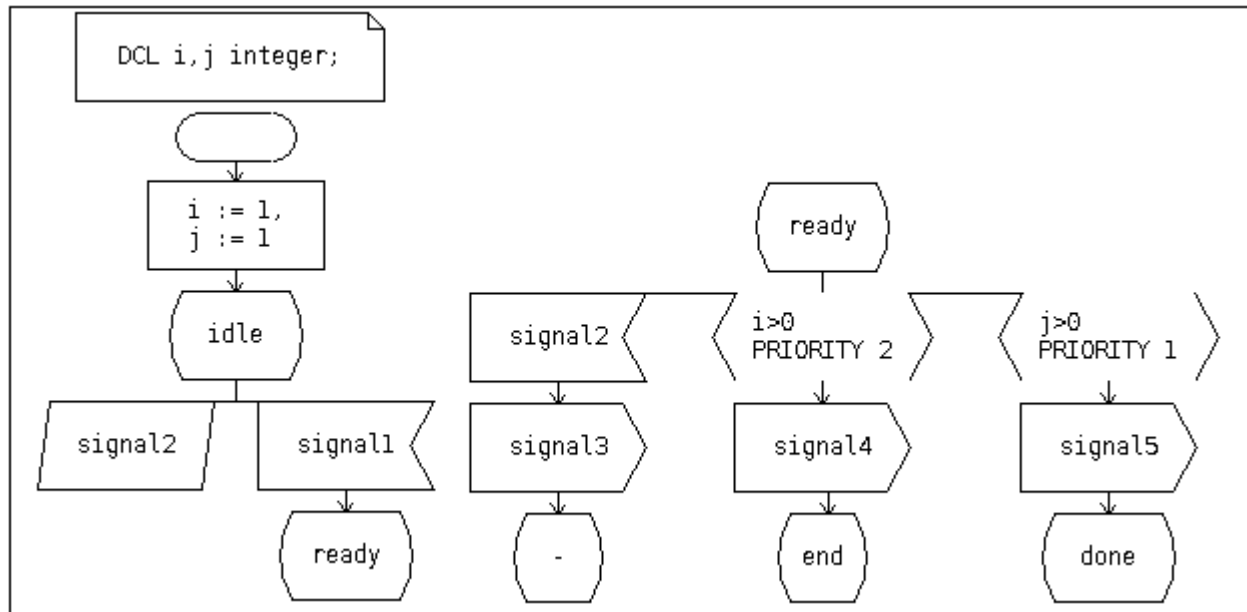 DCL i,j integer;
i := 1,
j := 1
idle
signal2
signal1
ready
ready
signal2
i>0
PRIORITY 2
j>0
PRIORITY 1
signal3
signal4
signal5
-
end
done